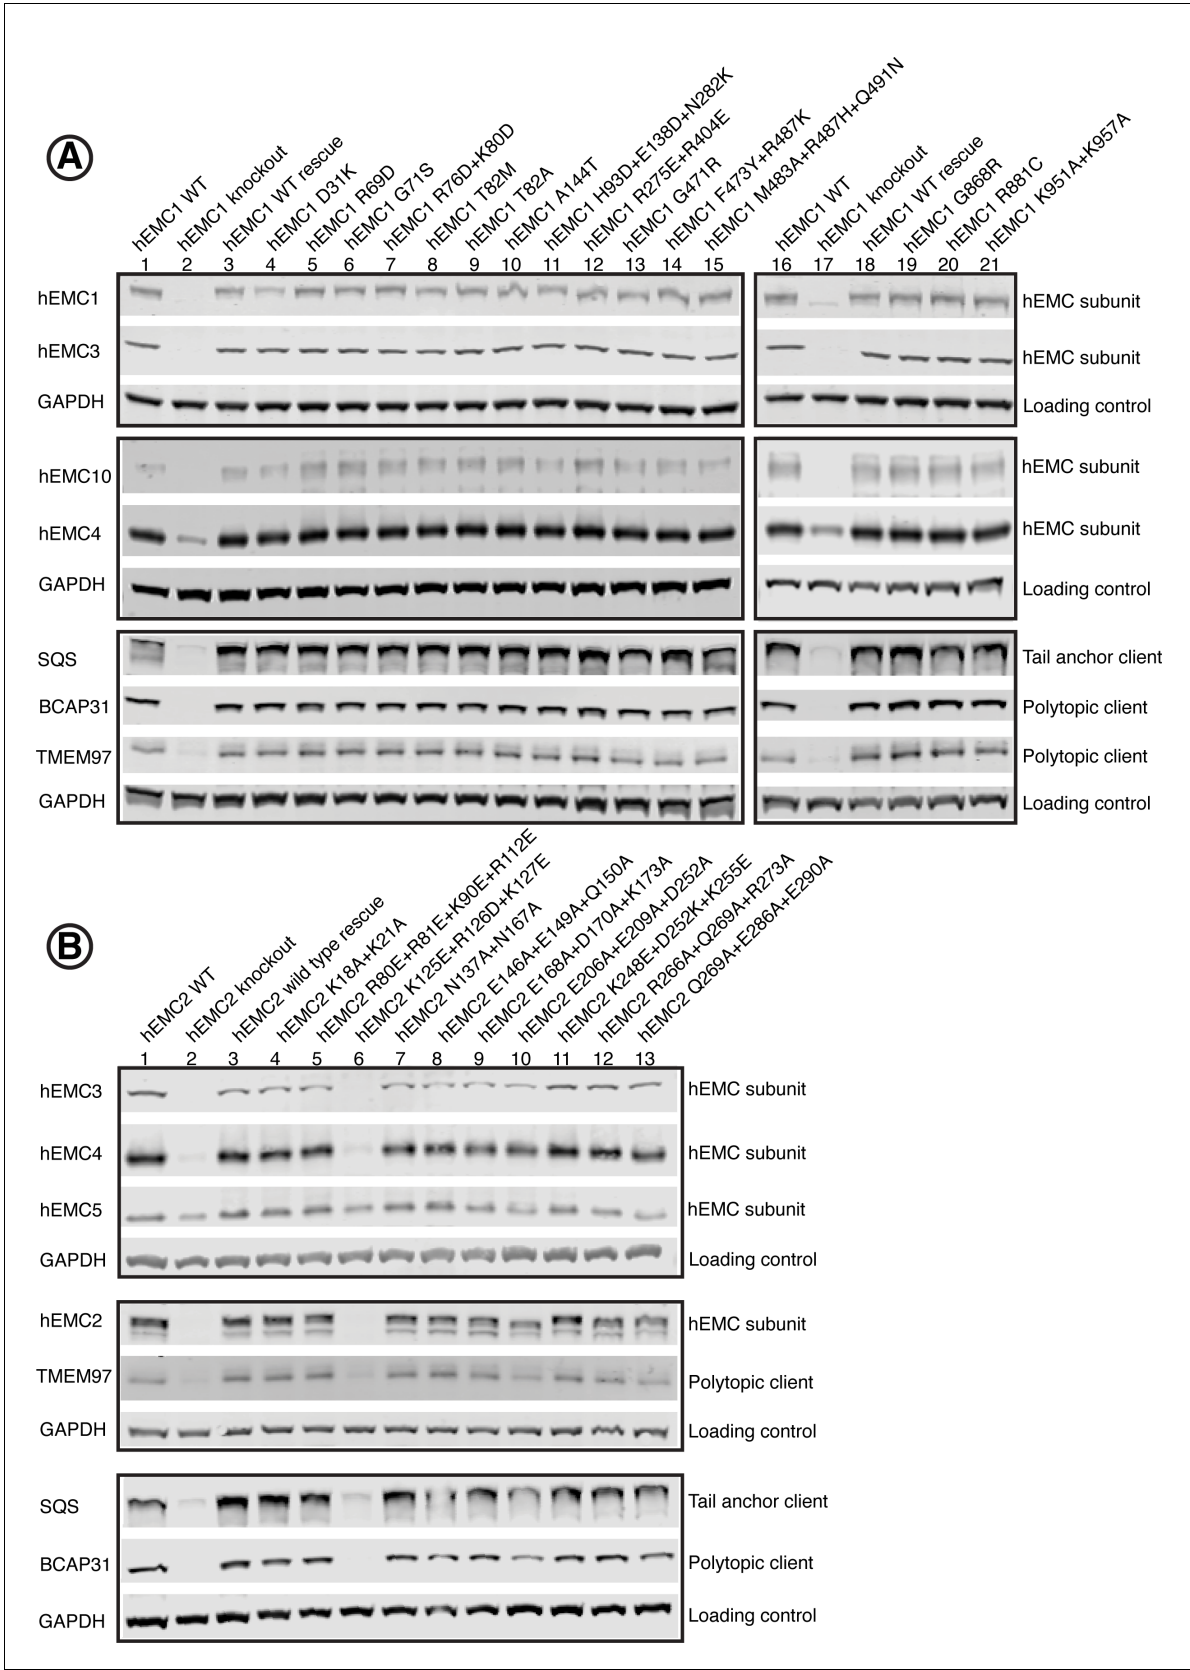 A
hEMC1 WT
hEMC1 knockout
hEMC1 WT rescue
hEMC1 D31K
hEMC1 R69D
hEMC1 G71S
hEMC1 R76D+K80D
hEMC1 T82M
hEMC1 T82A
hEMC1 A144T
hEMC1 H93D+E138D+N282K
hEMC1 R275E+R404E
hEMC1 G471R
hEMC1 F473Y+R487K
hEMC1 M483A+R487H+Q491N
hEMC1 WT
hEMC1 knockout
hEMC1 WT rescue
hEMC1 G868R
hEMC1 R881C
hEMC1 K951A+K957A
1 2 3 4 5 6 7 8 9 10 11 12 13 14 15 16 17 18 19 20 21
hEMC1 hEMC subunit
hEMC3 hEMC subunit
GAPDH Loading control
hEMC10 hEMC subunit
hEMC4 hEMC subunit
GAPDH Loading control
SQS Tail anchor client
BCAP31 Polytopic client
TMEM97 Polytopic client
GAPDH Loading control
B
hEMC2 WT
hEMC2 knockout
hEMC2 wild type rescue
hEMC2 K18A+K21A
hEMC2 R80E+R81E+K90E+R112E
hEMC2 K125E+R126D+K127E
hEMC2 N137A+N167A
hEMC2 E146A+E149A+Q150A
hEMC2 E168A+D170A+K173A
hEMC2 E206A+E209A+D252A
hEMC2 K248E+D252K+K255E
hEMC2 R266A+Q269A+R273A
hEMC2 Q269A+E286A+E290A
1 2 3 4 5 6 7 8 9 10 11 12 13
hEMC3 hEMC subunit
hEMC4 hEMC subunit
hEMC5 hEMC subunit
GAPDH Loading control
hEMC2 hEMC subunit
TMEM97 Polytopic client
GAPDH Loading control
SQS Tail anchor client
BCAP31 Polytopic client
GAPDH Loading control